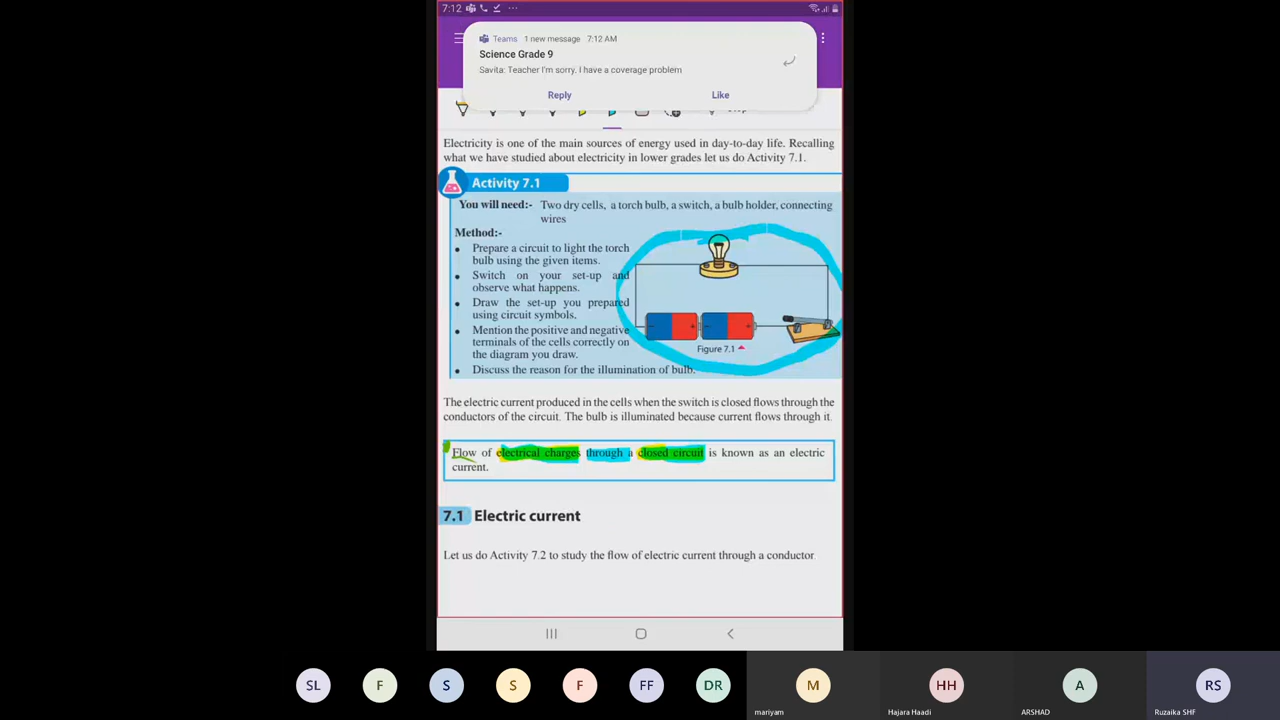 7:12
Teams 1 new message 7:12 AM
Science Grade 9
Savita: Teacher I'm sorry. I have a coverage problem
Reply Like
Electricity is one of the main sources of energy used in day-to-day life. Recalling
what we have studied about electricity in lower grades let us do Activity 7.1.
Activity 7.1
You will need:- Two dry cells, a torch bulb, a switch, a bulb holder, connecting
wires
Method:-
• Prepare a circuit to light the torch
bulb using the given items.
• Switch on your set-up and
observe what happens.
• Draw the set-up you prepared
using circuit symbols.
• Mention the positive and negative
terminals of the cells correctly on
the diagram you draw.
• Discuss the reason for the illumination of bulb.
Figure 7.1
The electric current produced in the cells when the switch is closed flows through the
conductors of the circuit. The bulb is illuminated because current flows through it.
Flow of electrical charges through a closed circuit is known as an electric
current.
7.1 Electric current
Let us do Activity 7.2 to study the flow of electric current through a conductor
SL F S S F FF DR M HH A RS
mariyam Hajara Haadi ARSHAD Ruzaika SHF